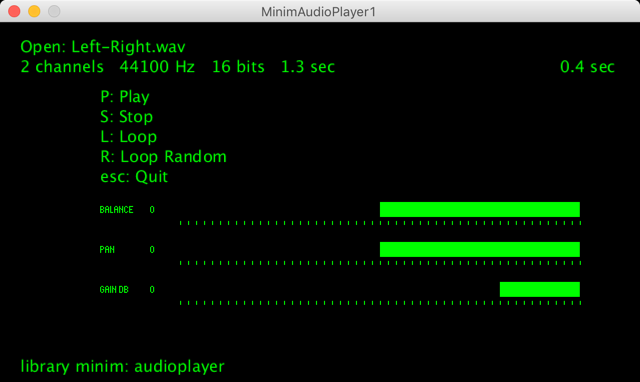 MinimAudioPlayer1
Open: Left-Right.wav
2 channels 44100 Hz 16 bits 1.3 sec 0.4 sec
P: Play
S: Stop
L: Loop
R: Loop Random
esc: Quit
BALANCE 0
PAN 0
GAIN DB 0
library minim: audioplayer